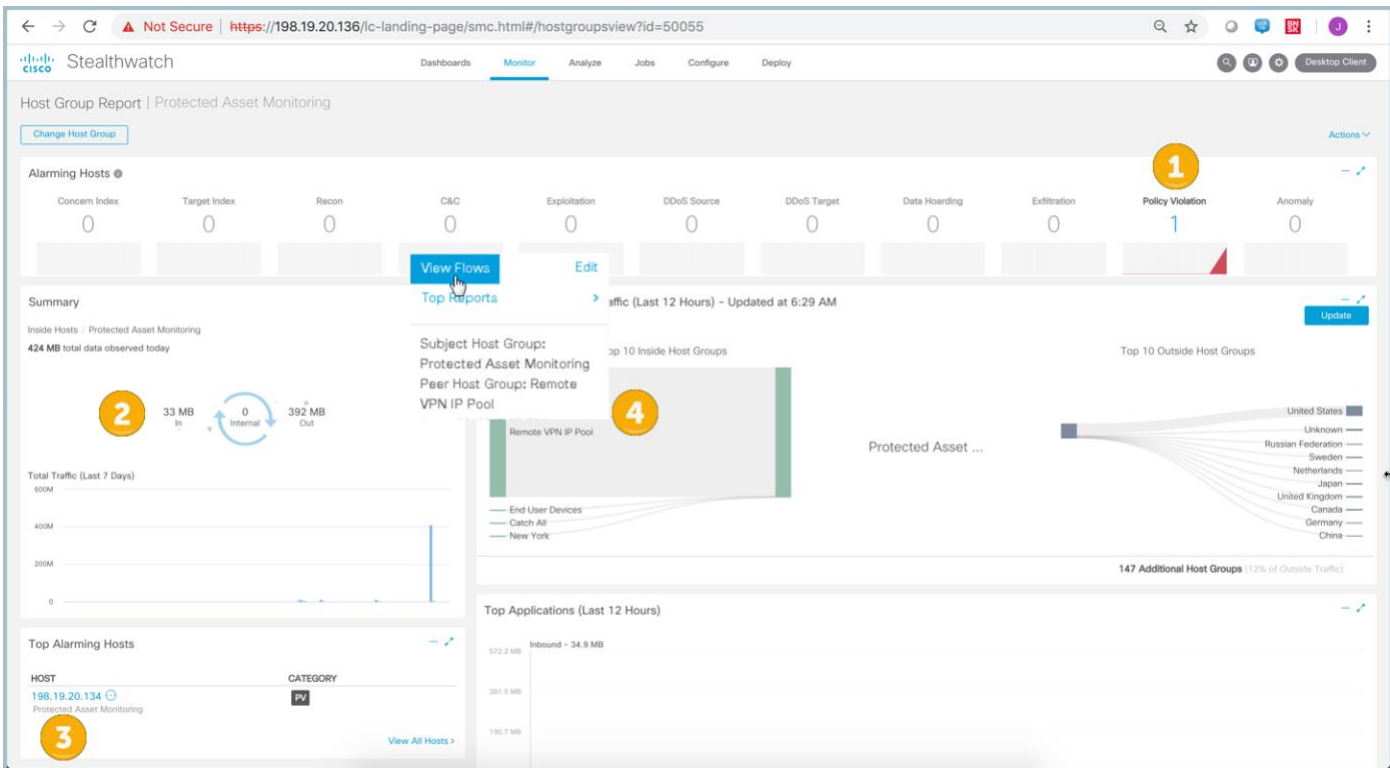 Not Secure | https://198.19.20.136/lc-landing-page/smc.html#/hostgroupsview?id=50055
BN
SK
J
cisco Stealthwatch
Dashboards Monitor Analyze Jobs Configure Deploy
Desktop Client
Host Group Report | Protected Asset Monitoring
Change Host Group
Actions
1
Alarming Hosts
Concern Index Target Index Recon C&C Exploitation DDoS Source DDoS Target Data Hoarding Exfiltration Policy Violation Anomaly
0 0 0 0 0 0 0 0 0 1 0
View Flows Edit
Top Reports
Subject Host Group:
Protected Asset Monitoring
Peer Host Group: Remote
VPN IP Pool
Summary
Inside Hosts / Protected Asset Monitoring
424 MB total data observed today
2
33 MB
In
0
Internal
392 MB
Out
Total Traffic (Last 7 Days)
600M
400M
200M
0
Top Alarming Hosts
HOST CATEGORY
198.19.20.134 PV
Protected Asset Monitoring
3
View All Hosts >
(Last 12 Hours) - Updated at 6:29 AM
Update
10 Inside Host Groups
Top 10 Outside Host Groups
4
Remote VPN IP Pool
End User Devices
Catch All
New York
Protected Asset ...
United States
Unknown
Russian Federation
Sweden
Netherlands
Japan
United Kingdom
Canada
Germany
China
147 Additional Host Groups (12% of Outside Traffic)
Top Applications (Last 12 Hours)
Inbound - 34.9 MB
572.2 MB
381.5 MB
190.7 MB